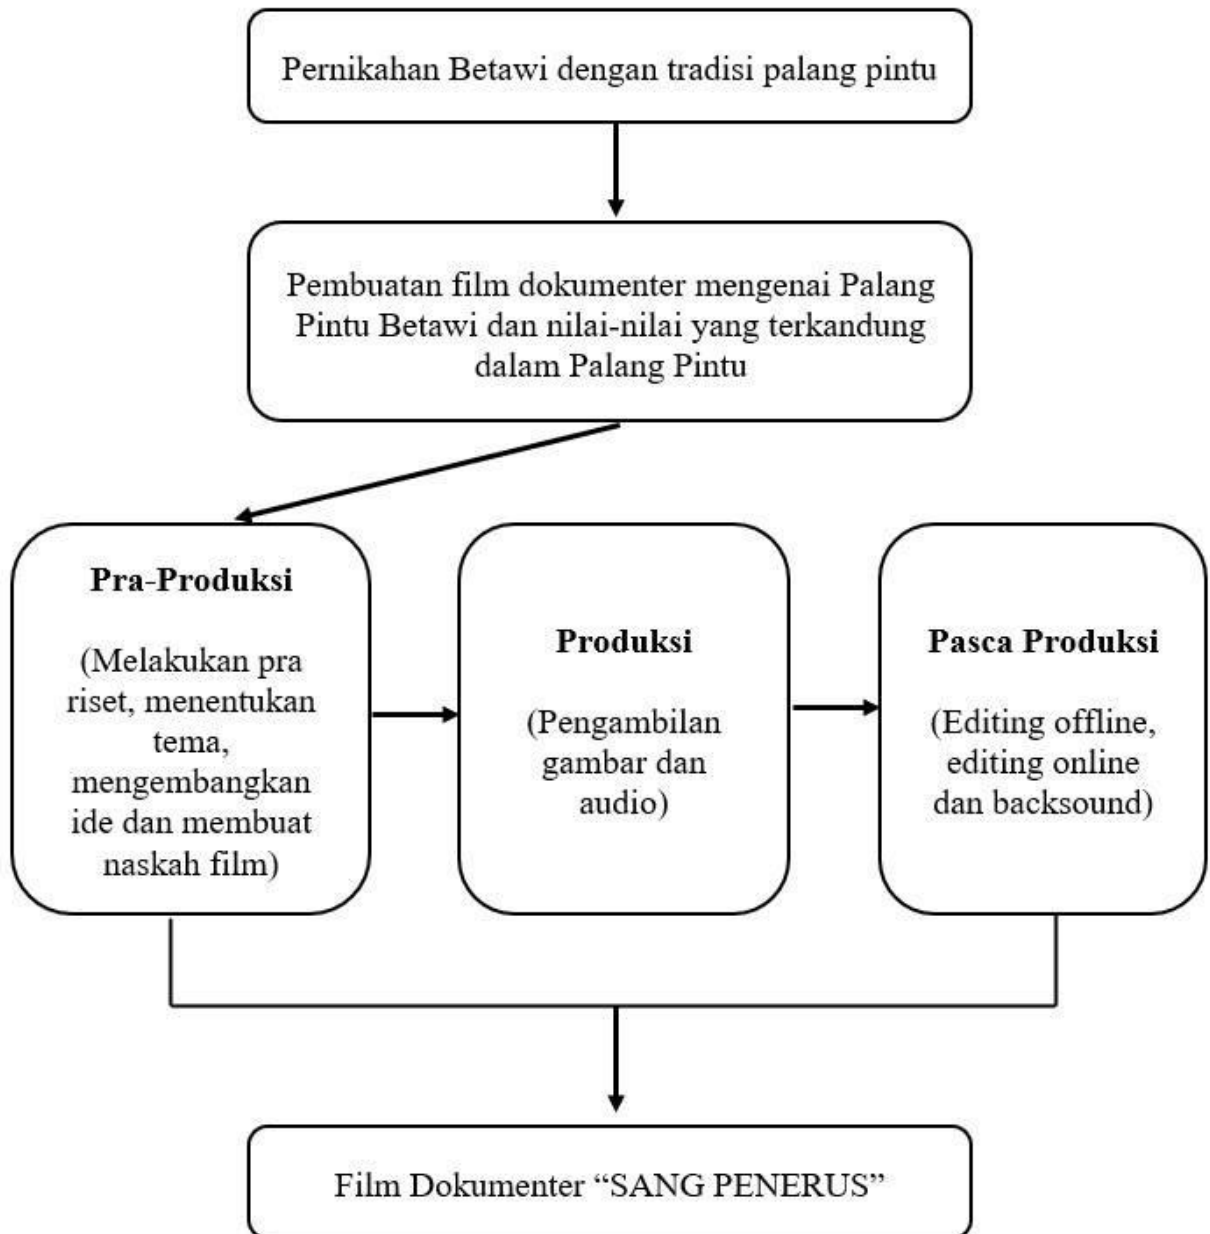 Pernikahan Betawi dengan tradisi palang pintu
Pembuatan film dokumenter mengenai Palang
Pintu Betawi dan nilai-nilai yang terkandung
dalam Palang Pintu
Pra-Produksi
(Melakukan pra
riset, menentukan
tema,
mengembangkan
ide dan membuat
naskah film)
Produksi
(Pengambilan
gambar dan
audio)
Pasca Produksi
(Editing offline,
editing online
dan backsound)
Film Dokumenter “SANG PENERUS”